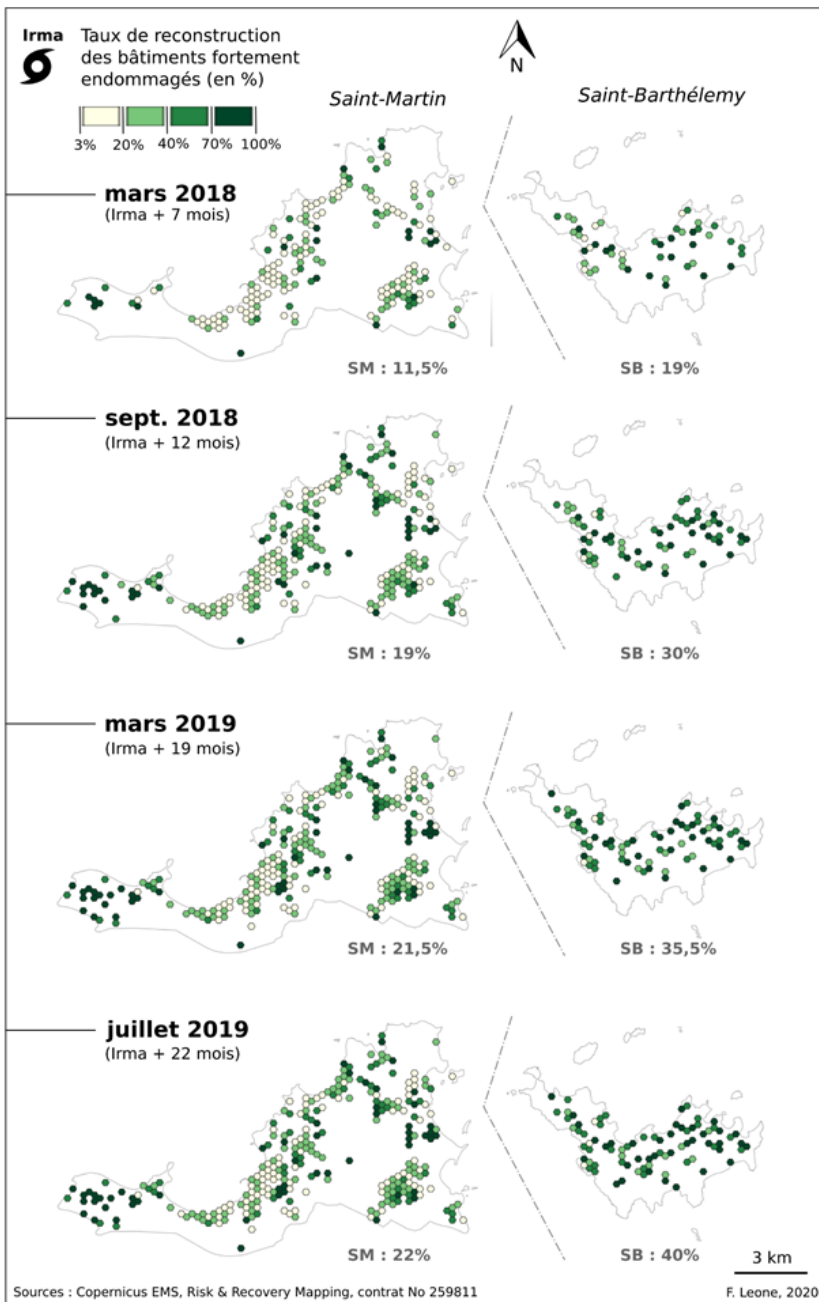 Irma
Taux de reconstruction
des bâtiments fortement
endommagés (en %)
3% 20% 40% 70% 100%
N
Saint-Martin
Saint-Barthélemy
mars 2018
(Irma + 7 mois)
SM : 11,5%
SB : 19%
sept. 2018
(Irma + 12 mois)
SM : 19%
SB : 30%
mars 2019
(Irma + 19 mois)
SM : 21,5%
SB : 35,5%
juillet 2019
(Irma + 22 mois)
SM : 22%
SB : 40%
3 km
Sources : Copernicus EMS, Risk & Recovery Mapping, contrat No 259811
F. Leone, 2020